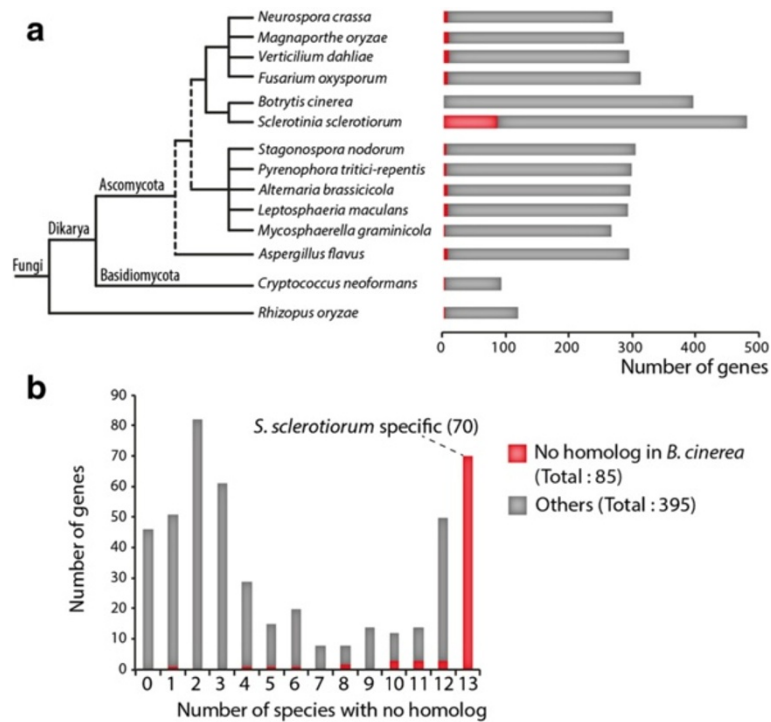 a
Neurospora crassa
Magnaporthe oryzae
Verticilium dahliae
Fusarium oxysporum
Botrytis cinerea
Sclerotinia sclerotiorum
Stagonospora nodorum
Pyrenophora tritici-repentis
Alternaria brassicicola
Leptosphaeria maculans
Mycosphaerella graminicola
Aspergillus flavus
Cryptococcus neoformans
Rhizopus oryzae
Ascomycota
Dikarya
Fungi
Basidiomycota
0 100 200 300 400 500
Number of genes
b
90
80
70
60
50
40
30
20
10
0
Number of genes
S. sclerotiorum specific (70)
No homolog in B. cinerea
(Total : 85)
Others (Total : 395)
0 1 2 3 4 5 6 7 8 9 10 11 12 13
Number of species with no homolog